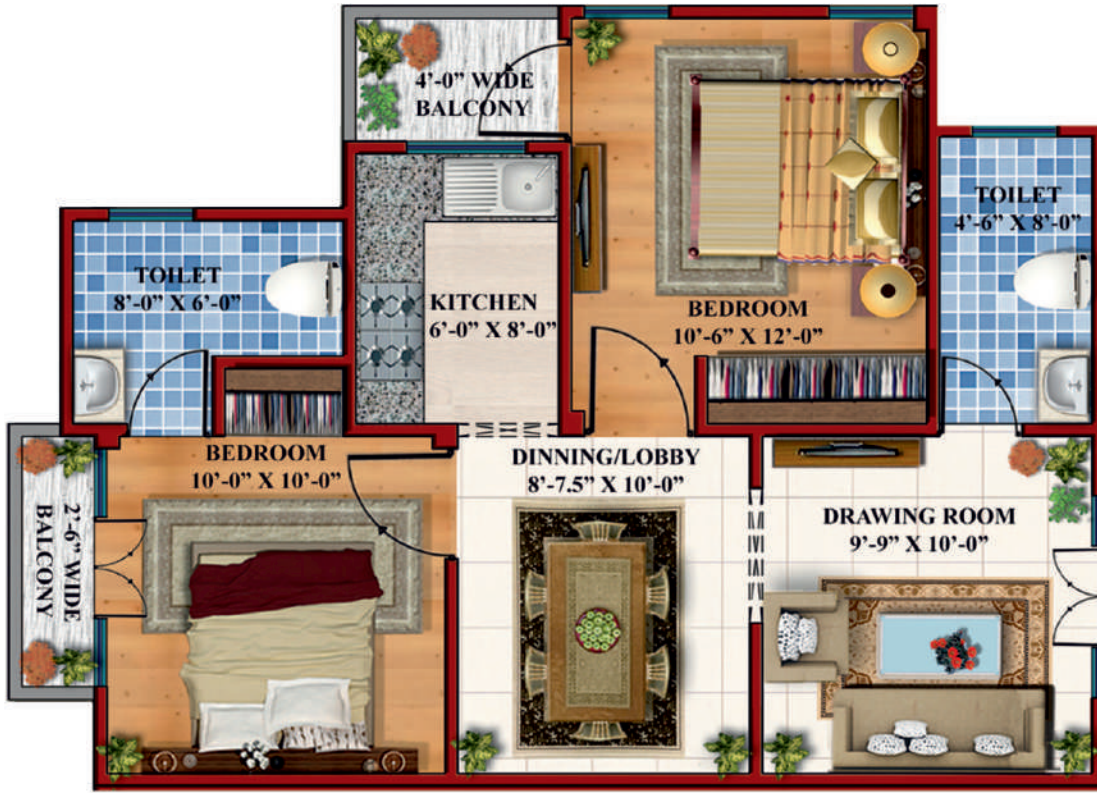 4’-0” WIDE
BALCONY
TOILET
4’-6” X 8’-0”
TOILET
8’-0” X 6’-0”
KITCHEN
6’-0” X 8’-0”
BEDROOM
10’-6” X 12’-0”
BEDROOM
10’-0” X 10’-0”
DINNING/LOBBY
8’-7.5” X 10’-0”
DRAWING ROOM
9’-9” X 10’-0”
2’-6” WIDE
BALCONY